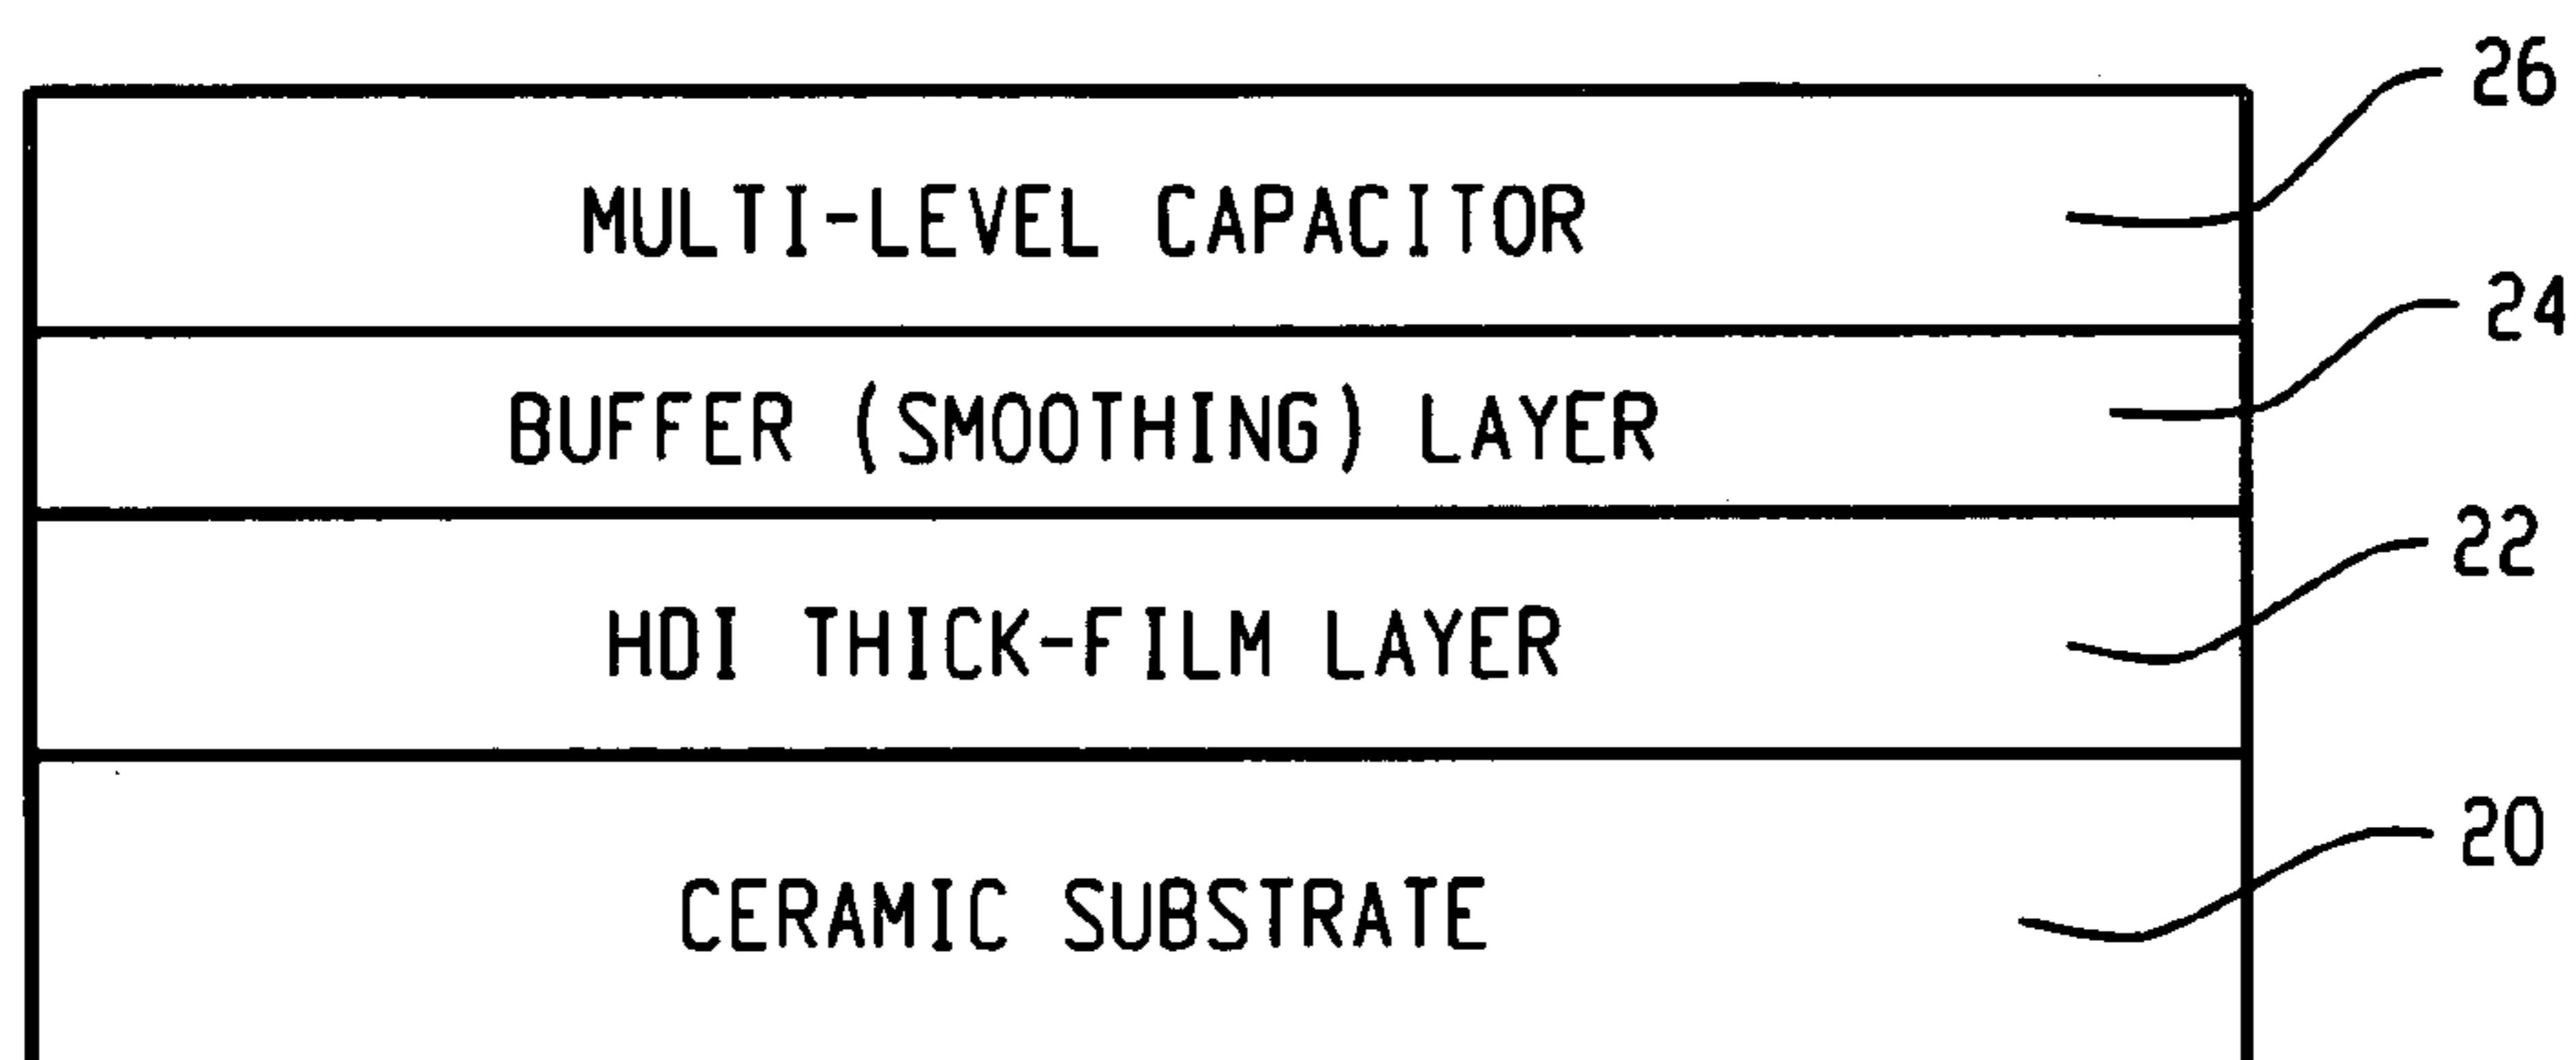 26
MULTI-LEVEL CAPACITOR
24
BUFFER (SMOOTHING) LAYER
22
HDI THICK-FILM LAYER
20
CERAMIC SUBSTRATE